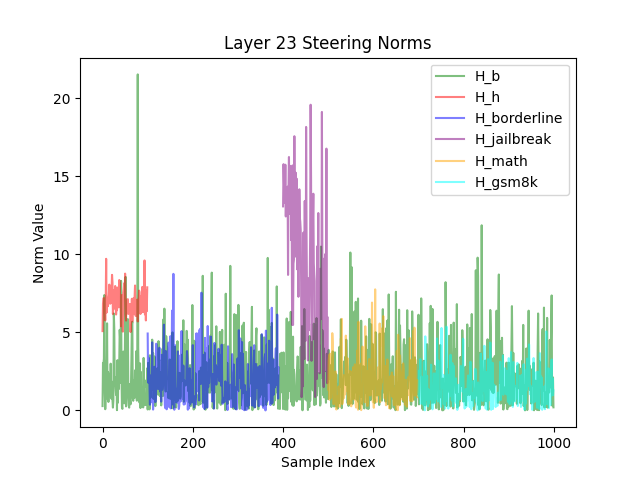 Layer 23 Steering Norms
Norm Value
20
15
10
5
0
H_b
H_h
H_borderline
H_jailbreak
H_math
H_gsm8k
0
200
400
600
800
1000
Sample Index